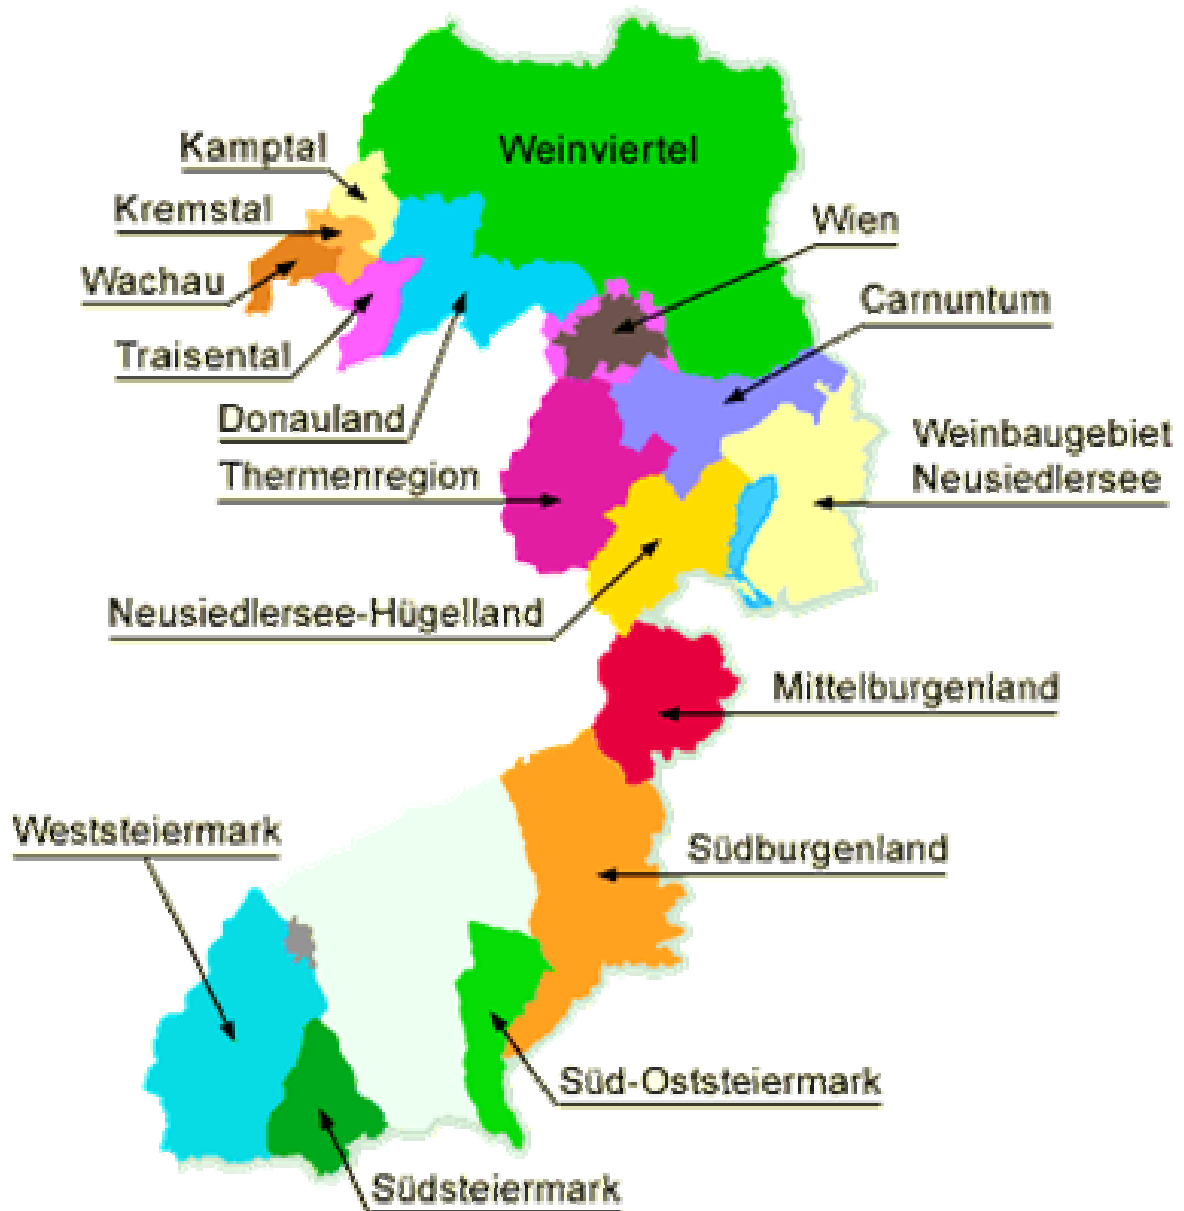 Weinviertel
Kamptal
Kremstal
Wien
Wachau
Carnuntum
Traisental
Donauland
Weinbaugebiet
Neusiedlersee
Thermenregion
Neusiedlersee-Hügelland
Mittelburgenland
Weststeiermark
Südburgenland
Süd-Oststeiermark
Südsteiermark